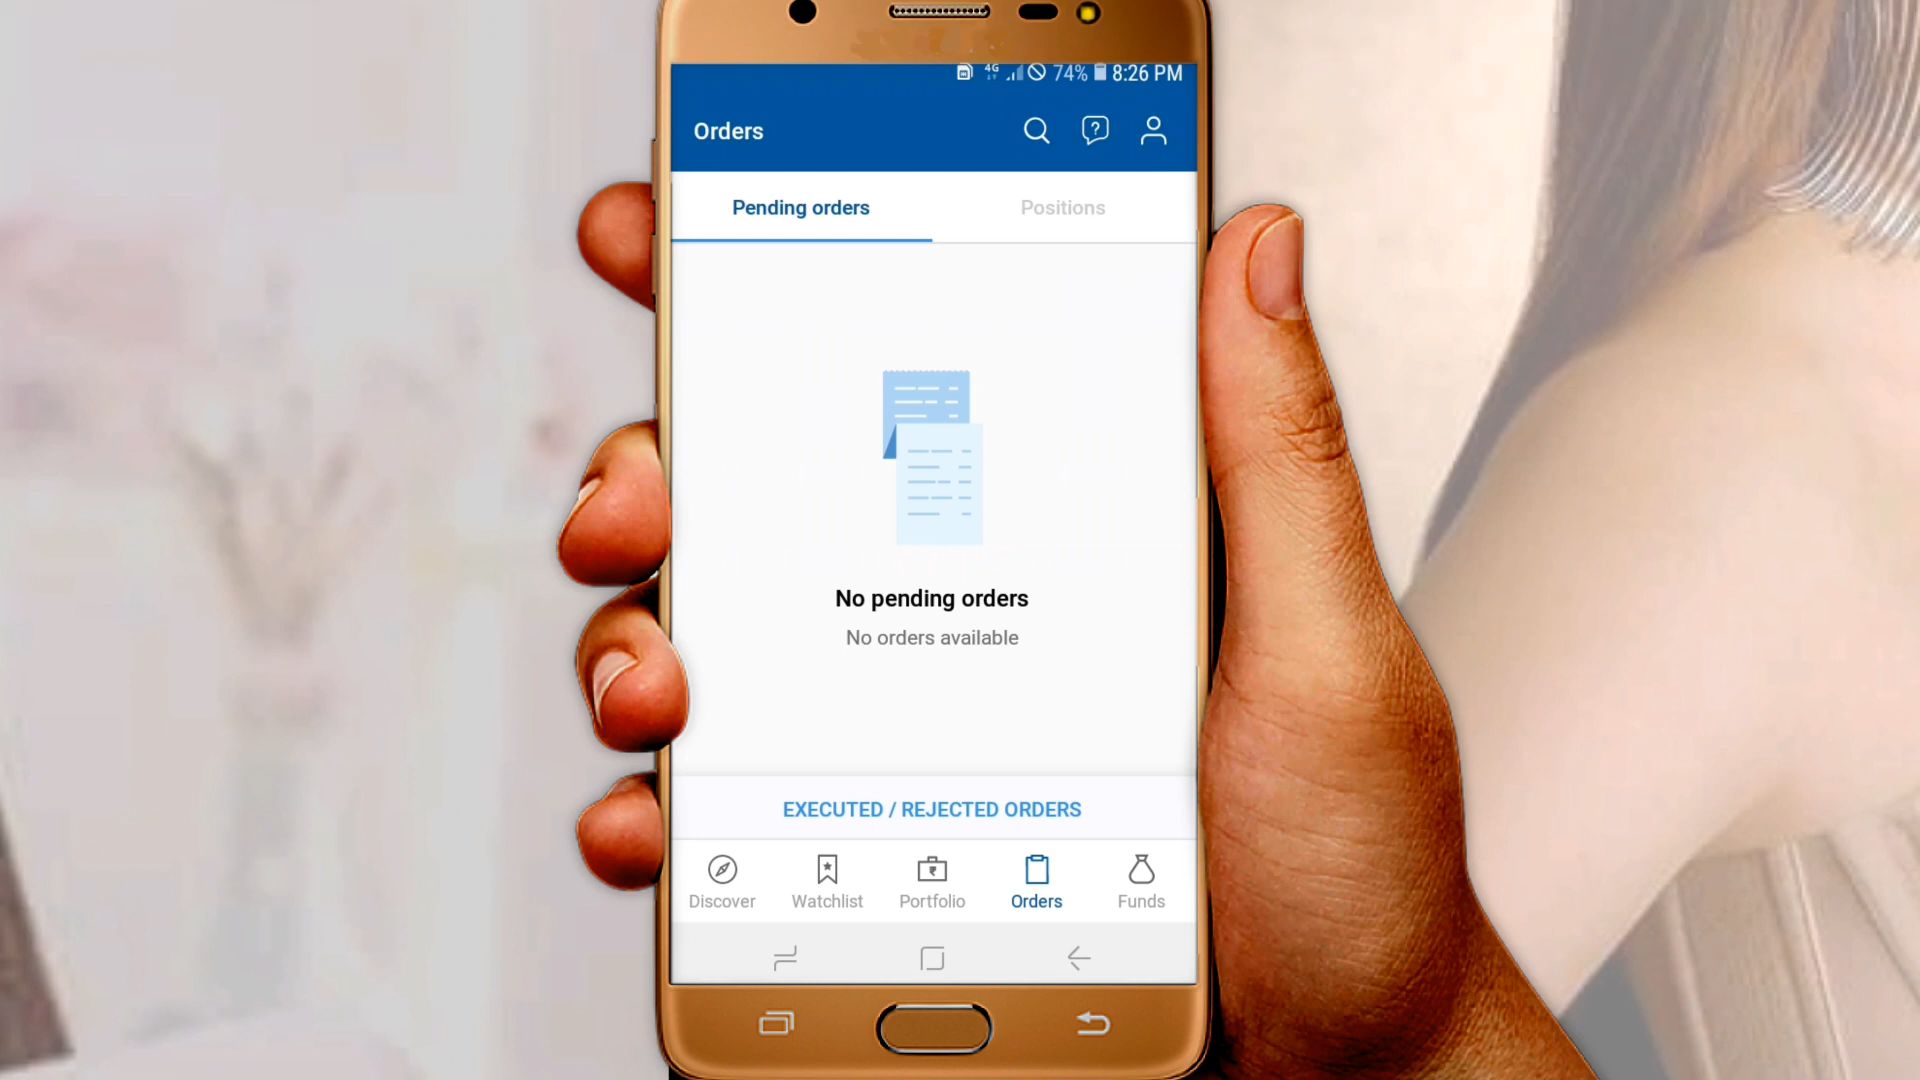 4G 74% 8:26 PM
Orders
Pending orders
Positions
No pending orders
No orders available
EXECUTED / REJECTED ORDERS
Discover
Watchlist
Portfolio
Orders
Funds